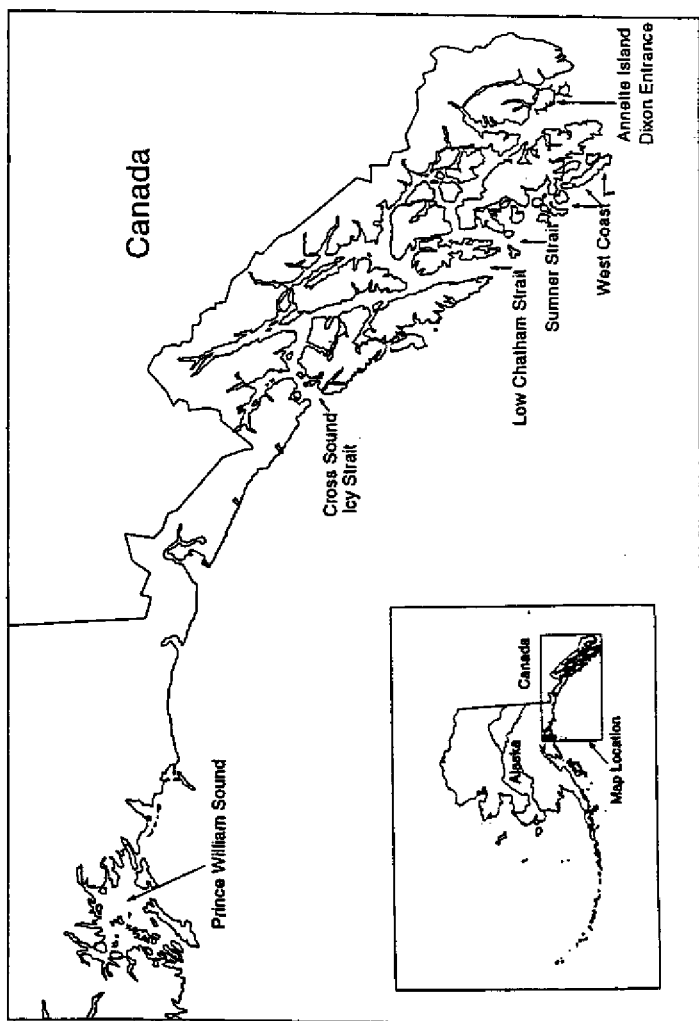 Canada
Annette Island
Dixon Entrance
West Coast
Sumner Strait
Low Chatham Strait
Cross Sound
Icy Strait
Prince William Sound
Canada
Alaska
Map Location